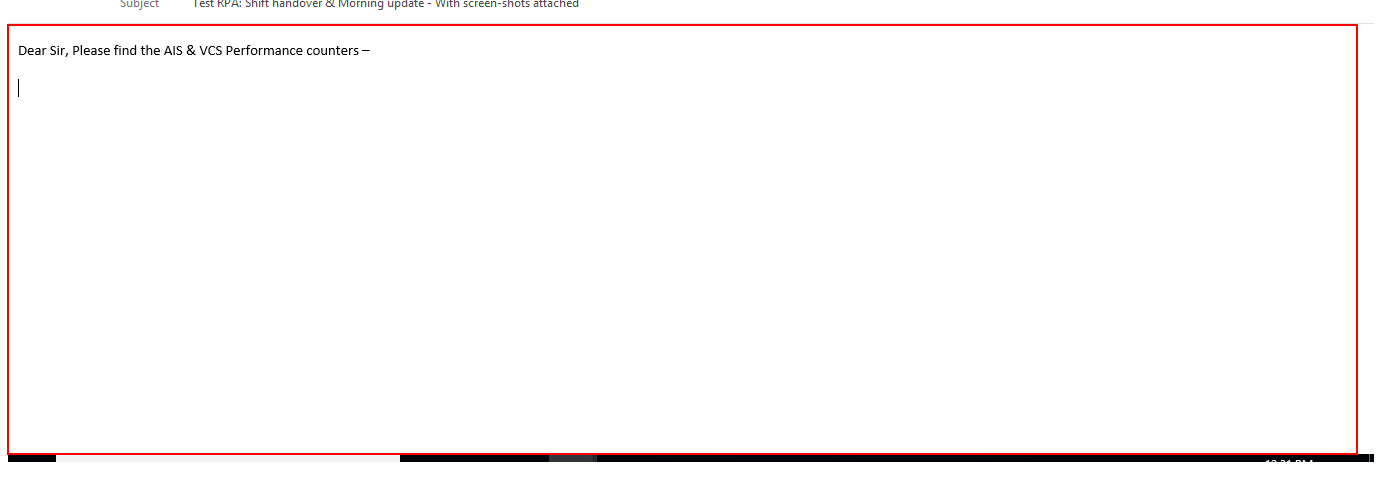 Subject Test RPA: Shift handover & Morning update - With screen-shots attached
Dear Sir, Please find the AIS & VCS Performance counters –